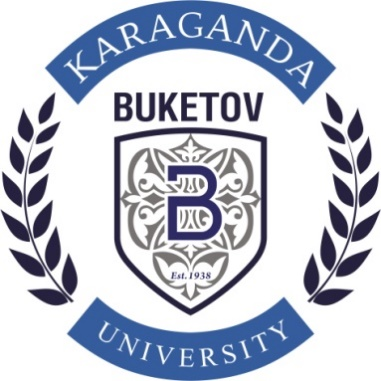 KARAGANDA
BUKETOV
B
Est.1938
UNIVERSITY